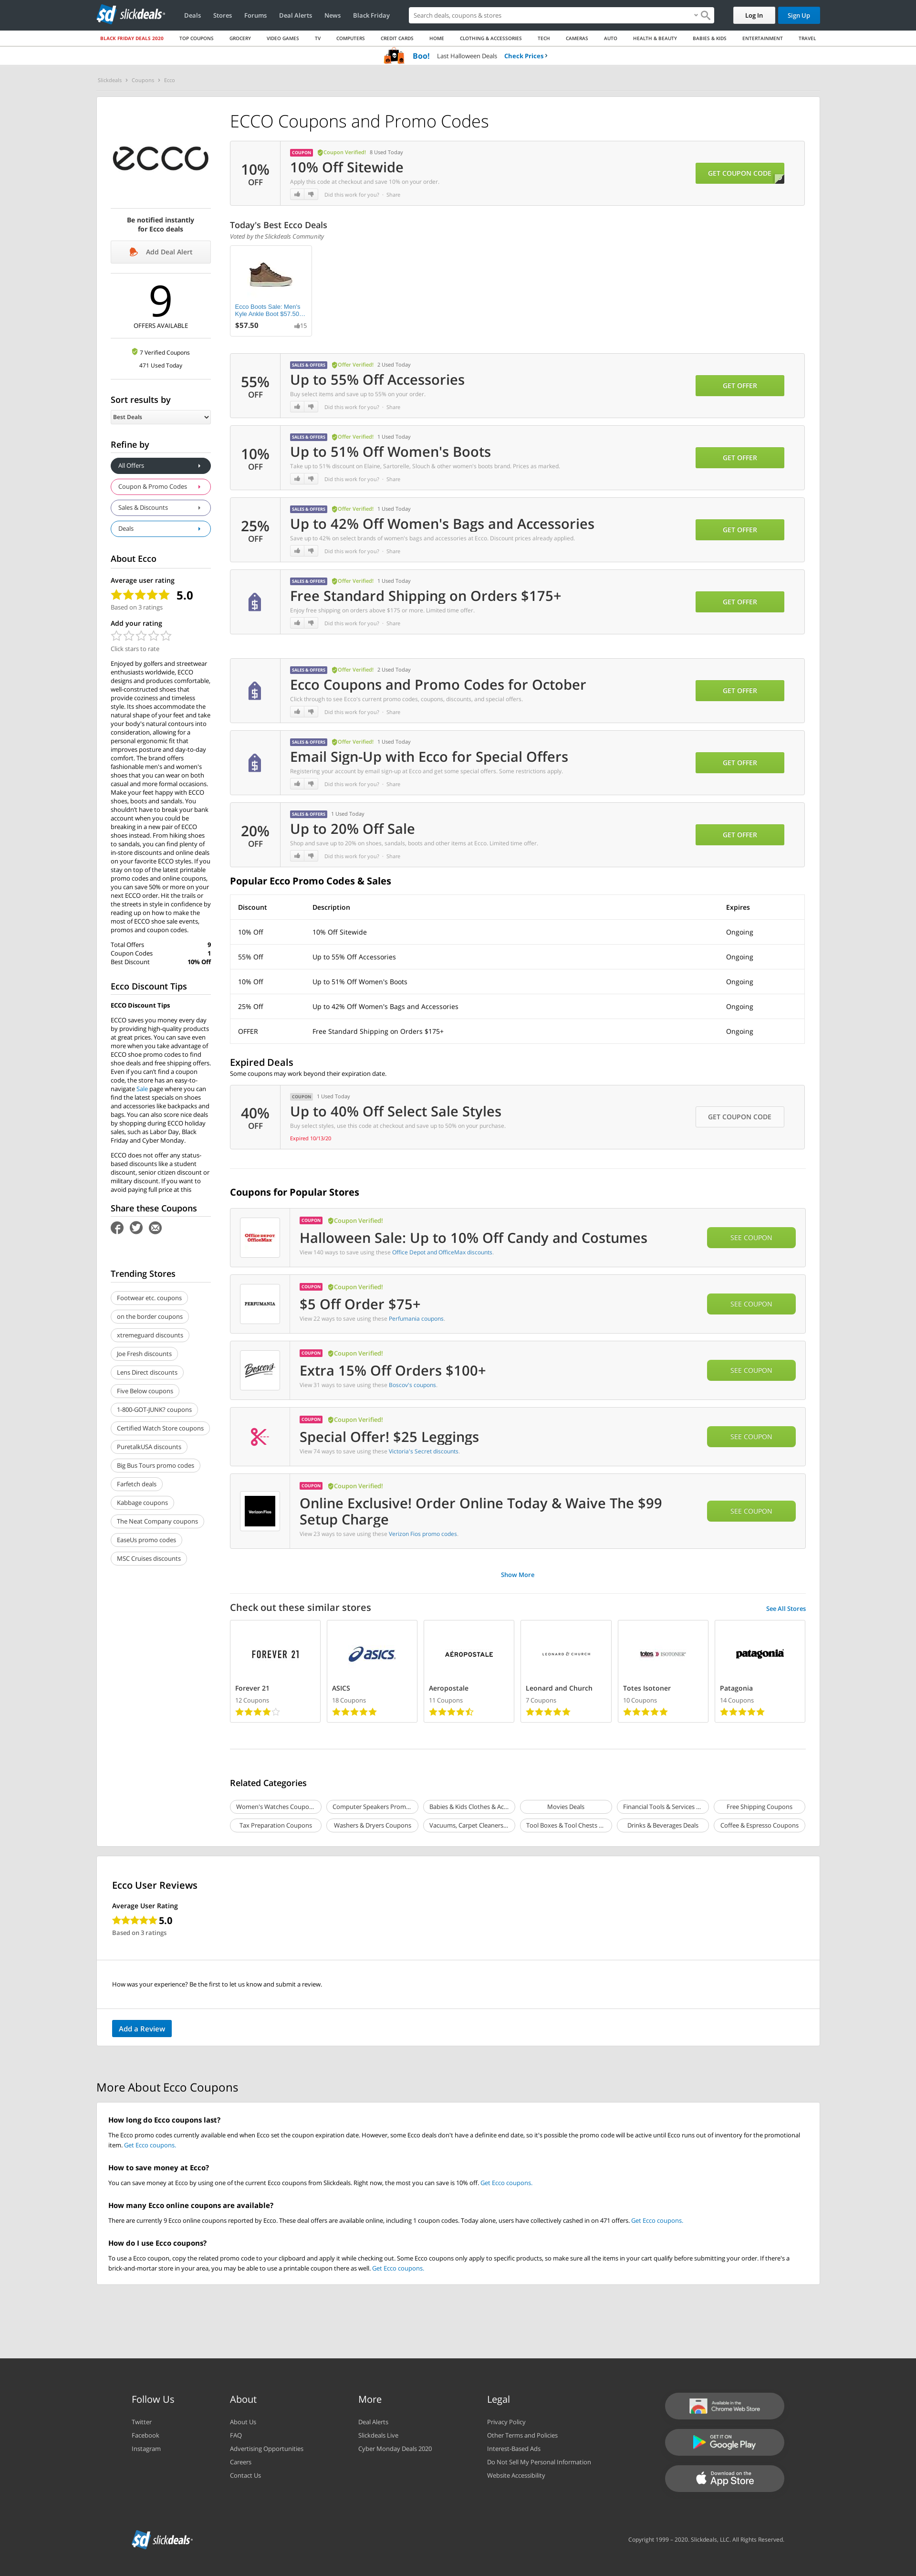 sd slickdeals
Deals Stores Forums Deal Alerts News Black Friday
Search deals, coupons & stores
Log In Sign Up
BLACK FRIDAY DEALS 2020 TOP COUPONS GROCERY VIDEO GAMES TV COMPUTERS CREDIT CARDS HOME CLOTHING & ACCESSORIES TECH CAMERAS AUTO HEALTH & BEAUTY BABIES & KIDS ENTERTAINMENT TRAVEL
Boo! Last Halloween Deals Check Prices ›
Slickdeals › Coupons › Ecco
ecco
Be notified instantly
for Ecco deals
Add Deal Alert
9
OFFERS AVAILABLE
7 Verified Coupons
471 Used Today
Sort results by
Best Deals
Refine by
All Offers
Coupon & Promo Codes
Sales & Discounts
Deals
About Ecco
Average user rating
5.0
Based on 3 ratings
Add your rating
Click stars to rate
Enjoyed by golfers and streetwear
enthusiasts worldwide, ECCO
designs and produces comfortable,
well-constructed shoes that
provide coziness and timeless
style. Its shoes accommodate the
natural shape of your feet and take
your body's natural contours into
consideration, allowing for a
personal ergonomic fit that
improves posture and day-to-day
comfort. The brand offers
fashionable men's and women's
shoes that you can wear on both
casual and more formal occasions.
Make your feet happy with ECCO
shoes, boots and sandals. You
shouldn't have to break your bank
account when you could be
breaking in a new pair of ECCO
shoes instead. From hiking shoes
to sandals, you can find plenty of
in-store discounts and online deals
on your favorite ECCO styles. If you
stay on top of the latest printable
promo codes and online coupons,
you can save 50% or more on your
next ECCO order. Hit the trails or
the streets in style in confidence by
reading up on how to make the
most of ECCO shoe sale events,
promos and coupon codes.
Total Offers 9
Coupon Codes 1
Best Discount 10% Off
Ecco Discount Tips
ECCO Discount Tips
ECCO saves you money every day
by providing high-quality products
at great prices. You can save even
more when you take advantage of
ECCO shoe promo codes to find
shoe deals and free shipping offers.
Even if you can't find a coupon
code, the store has an easy-to-
navigate Sale page where you can
find the latest specials on shoes
and accessories like backpacks and
bags. You can also score nice deals
by shopping during ECCO holiday
sales, such as Labor Day, Black
Friday and Cyber Monday.
ECCO does not offer any status-
based discounts like a student
discount, senior citizen discount or
military discount. If you want to
avoid paying full price at this
Share these Coupons
Trending Stores
Footwear etc. coupons
on the border coupons
xtremeguard discounts
Joe Fresh discounts
Lens Direct discounts
Five Below coupons
1-800-GOT-JUNK? coupons
Certified Watch Store coupons
PuretalkUSA discounts
Big Bus Tours promo codes
Farfetch deals
Kabbage coupons
The Neat Company coupons
EaseUs promo codes
MSC Cruises discounts
ECCO Coupons and Promo Codes
10%
OFF
COUPON Coupon Verified! 8 Used Today
10% Off Sitewide
Apply this code at checkout and save 10% on your order.
Did this work for you? · Share
GET COUPON CODE
Today's Best Ecco Deals
Voted by the Slickdeals Community
Ecco Boots Sale: Men's
Kyle Ankle Boot $57.50...
$57.50 15
55%
OFF
SALES & OFFERS Offer Verified! 2 Used Today
Up to 55% Off Accessories
Buy select items and save up to 55% on your order.
Did this work for you? · Share
GET OFFER
10%
OFF
SALES & OFFERS Offer Verified! 1 Used Today
Up to 51% Off Women's Boots
Take up to 51% discount on Elaine, Sartorelle, Slouch & other women's boots brand. Prices as marked.
Did this work for you? · Share
GET OFFER
25%
OFF
SALES & OFFERS Offer Verified! 1 Used Today
Up to 42% Off Women's Bags and Accessories
Save up to 42% on select brands of women's bags and accessories at Ecco. Discount prices already applied.
Did this work for you? · Share
GET OFFER
SALES & OFFERS Offer Verified! 1 Used Today
Free Standard Shipping on Orders $175+
Enjoy free shipping on orders above $175 or more. Limited time offer.
Did this work for you? · Share
GET OFFER
SALES & OFFERS Offer Verified! 2 Used Today
Ecco Coupons and Promo Codes for October
Click through to see Ecco's current promo codes, coupons, discounts, and special offers.
Did this work for you? · Share
GET OFFER
SALES & OFFERS Offer Verified! 1 Used Today
Email Sign-Up with Ecco for Special Offers
Registering your account by email sign-up at Ecco and get some special offers. Some restrictions apply.
Did this work for you? · Share
GET OFFER
20%
OFF
SALES & OFFERS 1 Used Today
Up to 20% Off Sale
Shop and save up to 20% on shoes, sandals, boots and other items at Ecco. Limited time offer.
Did this work for you? · Share
GET OFFER
Popular Ecco Promo Codes & Sales
Discount Description Expires
10% Off 10% Off Sitewide Ongoing
55% Off Up to 55% Off Accessories Ongoing
10% Off Up to 51% Off Women's Boots Ongoing
25% Off Up to 42% Off Women's Bags and Accessories Ongoing
OFFER Free Standard Shipping on Orders $175+ Ongoing
Expired Deals
Some coupons may work beyond their expiration date.
40%
OFF
COUPON 1 Used Today
Up to 40% Off Select Sale Styles
Buy select styles, use this code at checkout and save up to 50% on your purchase.
Expired 10/13/20
GET COUPON CODE
Coupons for Popular Stores
Office DEPOT
OfficeMax
COUPON Coupon Verified!
Halloween Sale: Up to 10% Off Candy and Costumes
View 140 ways to save using these Office Depot and OfficeMax discounts.
SEE COUPON
PERFUMANIA
COUPON Coupon Verified!
$5 Off Order $75+
View 22 ways to save using these Perfumania coupons.
SEE COUPON
Boscov's
COUPON Coupon Verified!
Extra 15% Off Orders $100+
View 31 ways to save using these Boscov's coupons.
SEE COUPON
COUPON Coupon Verified!
Special Offer! $25 Leggings
View 74 ways to save using these Victoria's Secret discounts.
SEE COUPON
Verizon Fios
COUPON Coupon Verified!
Online Exclusive! Order Online Today & Waive The $99
Setup Charge
View 23 ways to save using these Verizon Fios promo codes.
SEE COUPON
Show More
Check out these similar stores
See All Stores
FOREVER 21 asics AÉROPOSTALE LEONARD & CHURCH totes ISOTONER patagonia
Forever 21 ASICS Aeropostale Leonard and Church Totes Isotoner Patagonia
12 Coupons 18 Coupons 11 Coupons 7 Coupons 10 Coupons 14 Coupons
Related Categories
Women's Watches Coupo... Computer Speakers Prom... Babies & Kids Clothes & Ac... Movies Deals Financial Tools & Services ... Free Shipping Coupons
Tax Preparation Coupons Washers & Dryers Coupons Vacuums, Carpet Cleaners... Tool Boxes & Tool Chests ... Drinks & Beverages Deals Coffee & Espresso Coupons
Ecco User Reviews
Average User Rating
5.0
Based on 3 ratings
How was your experience? Be the first to let us know and submit a review.
Add a Review
More About Ecco Coupons
How long do Ecco coupons last?
The Ecco promo codes currently available end when Ecco set the coupon expiration date. However, some Ecco deals don't have a definite end date, so it's possible the promo code will be active until Ecco runs out of inventory for the promotional
item. Get Ecco coupons.
How to save money at Ecco?
You can save money at Ecco by using one of the current Ecco coupons from Slickdeals. Right now, the most you can save is 10% off. Get Ecco coupons.
How many Ecco online coupons are available?
There are currently 9 Ecco online coupons reported by Ecco. These deal offers are available online, including 1 coupon codes. Today alone, users have collectively cashed in on 471 offers. Get Ecco coupons.
How do I use Ecco coupons?
To use a Ecco coupon, copy the related promo code to your clipboard and apply it while checking out. Some Ecco coupons only apply to specific products, so make sure all the items in your cart qualify before submitting your order. If there's a
brick-and-mortar store in your area, you may be able to use a printable coupon there as well. Get Ecco coupons.
Follow Us About More Legal
Twitter About Us Deal Alerts Privacy Policy
Facebook FAQ Slickdeals Live Other Terms and Policies
Instagram Advertising Opportunities Cyber Monday Deals 2020 Interest-Based Ads
Careers Do Not Sell My Personal Information
Contact Us Website Accessibility
Available in the
Chrome Web Store
GET IT ON
Google Play
Download on the
App Store
sd slickdeals
Copyright 1999 - 2020. Slickdeals, LLC. All Rights Reserved.